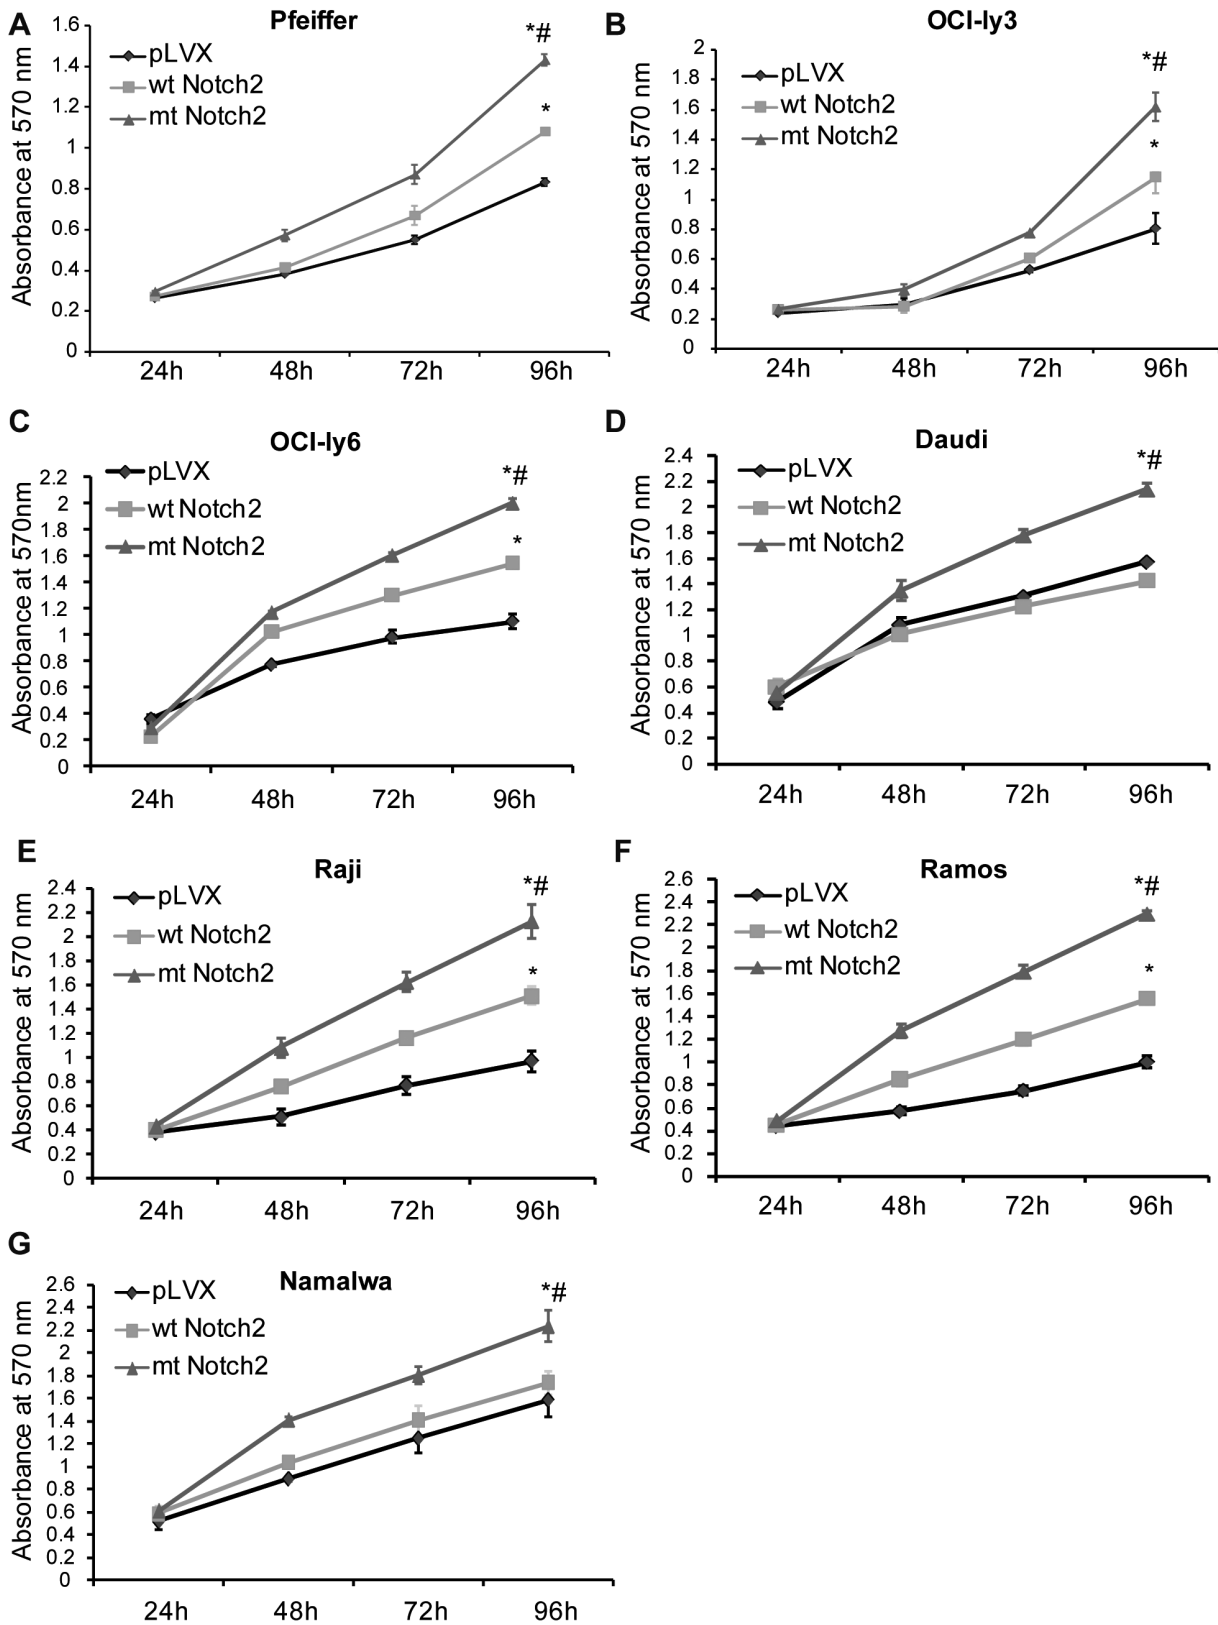 A
Pfeiffer
Absorbance at 570 nm
1.6
1.4
1.2
1
0.8
0.6
0.4
0.2
0
pLVX
wt Notch2
mt Notch2
*#
*
24h 48h 72h 96h
B
OCI-ly3
Absorbance at 570 nm
2
1.8
1.6
1.4
1.2
1
0.8
0.6
0.4
0.2
0
pLVX
wt Notch2
mt Notch2
*#
*
24h 48h 72h 96h
C
OCI-ly6
Absorbance at 570nm
2.2
2
1.8
1.6
1.4
1.2
1
0.8
0.6
0.4
0.2
0
pLVX
wt Notch2
mt Notch2
*#
*
24h 48h 72h 96h
D
Daudi
Absorbance at 570 nm
2.4
2.2
2
1.8
1.6
1.4
1.2
1
0.8
0.6
0.4
0.2
0
pLVX
wt Notch2
mt Notch2
*#
24h 48h 72h 96h
E
Raji
Absorbance at 570 nm
2.4
2.2
2
1.8
1.6
1.4
1.2
1
0.8
0.6
0.4
0.2
0
pLVX
wt Notch2
mt Notch2
*#
*
24h 48h 72h 96h
F
Ramos
Absorbance at 570 nm
2.6
2.4
2.2
2
1.8
1.6
1.4
1.2
1
0.8
0.6
0.4
0.2
0
pLVX
wt Notch2
mt Notch2
*#
*
24h 48h 72h 96h
G
Namalwa
Absorbance at 570 nm
2.6
2.4
2.2
2
1.8
1.6
1.4
1.2
1
0.8
0.6
0.4
0.2
0
pLVX
wt Notch2
mt Notch2
*#
24h 48h 72h 96h